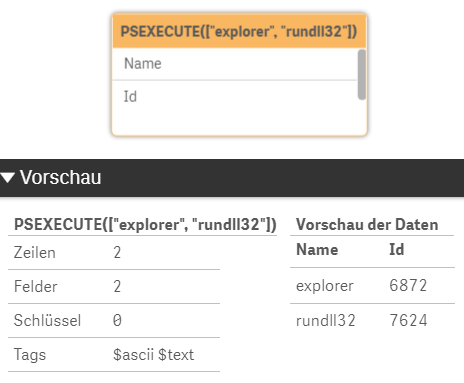 PSEXECUTE(["explorer", "rundll32"])
Name
Id
Vorschau
PSEXECUTE(["explorer", "rundll32"])
Zeilen 2
Felder 2
Schlüssel 0
Tags $ascii $text
Vorschau der Daten
Name Id
explorer 6872
rundll32 7624